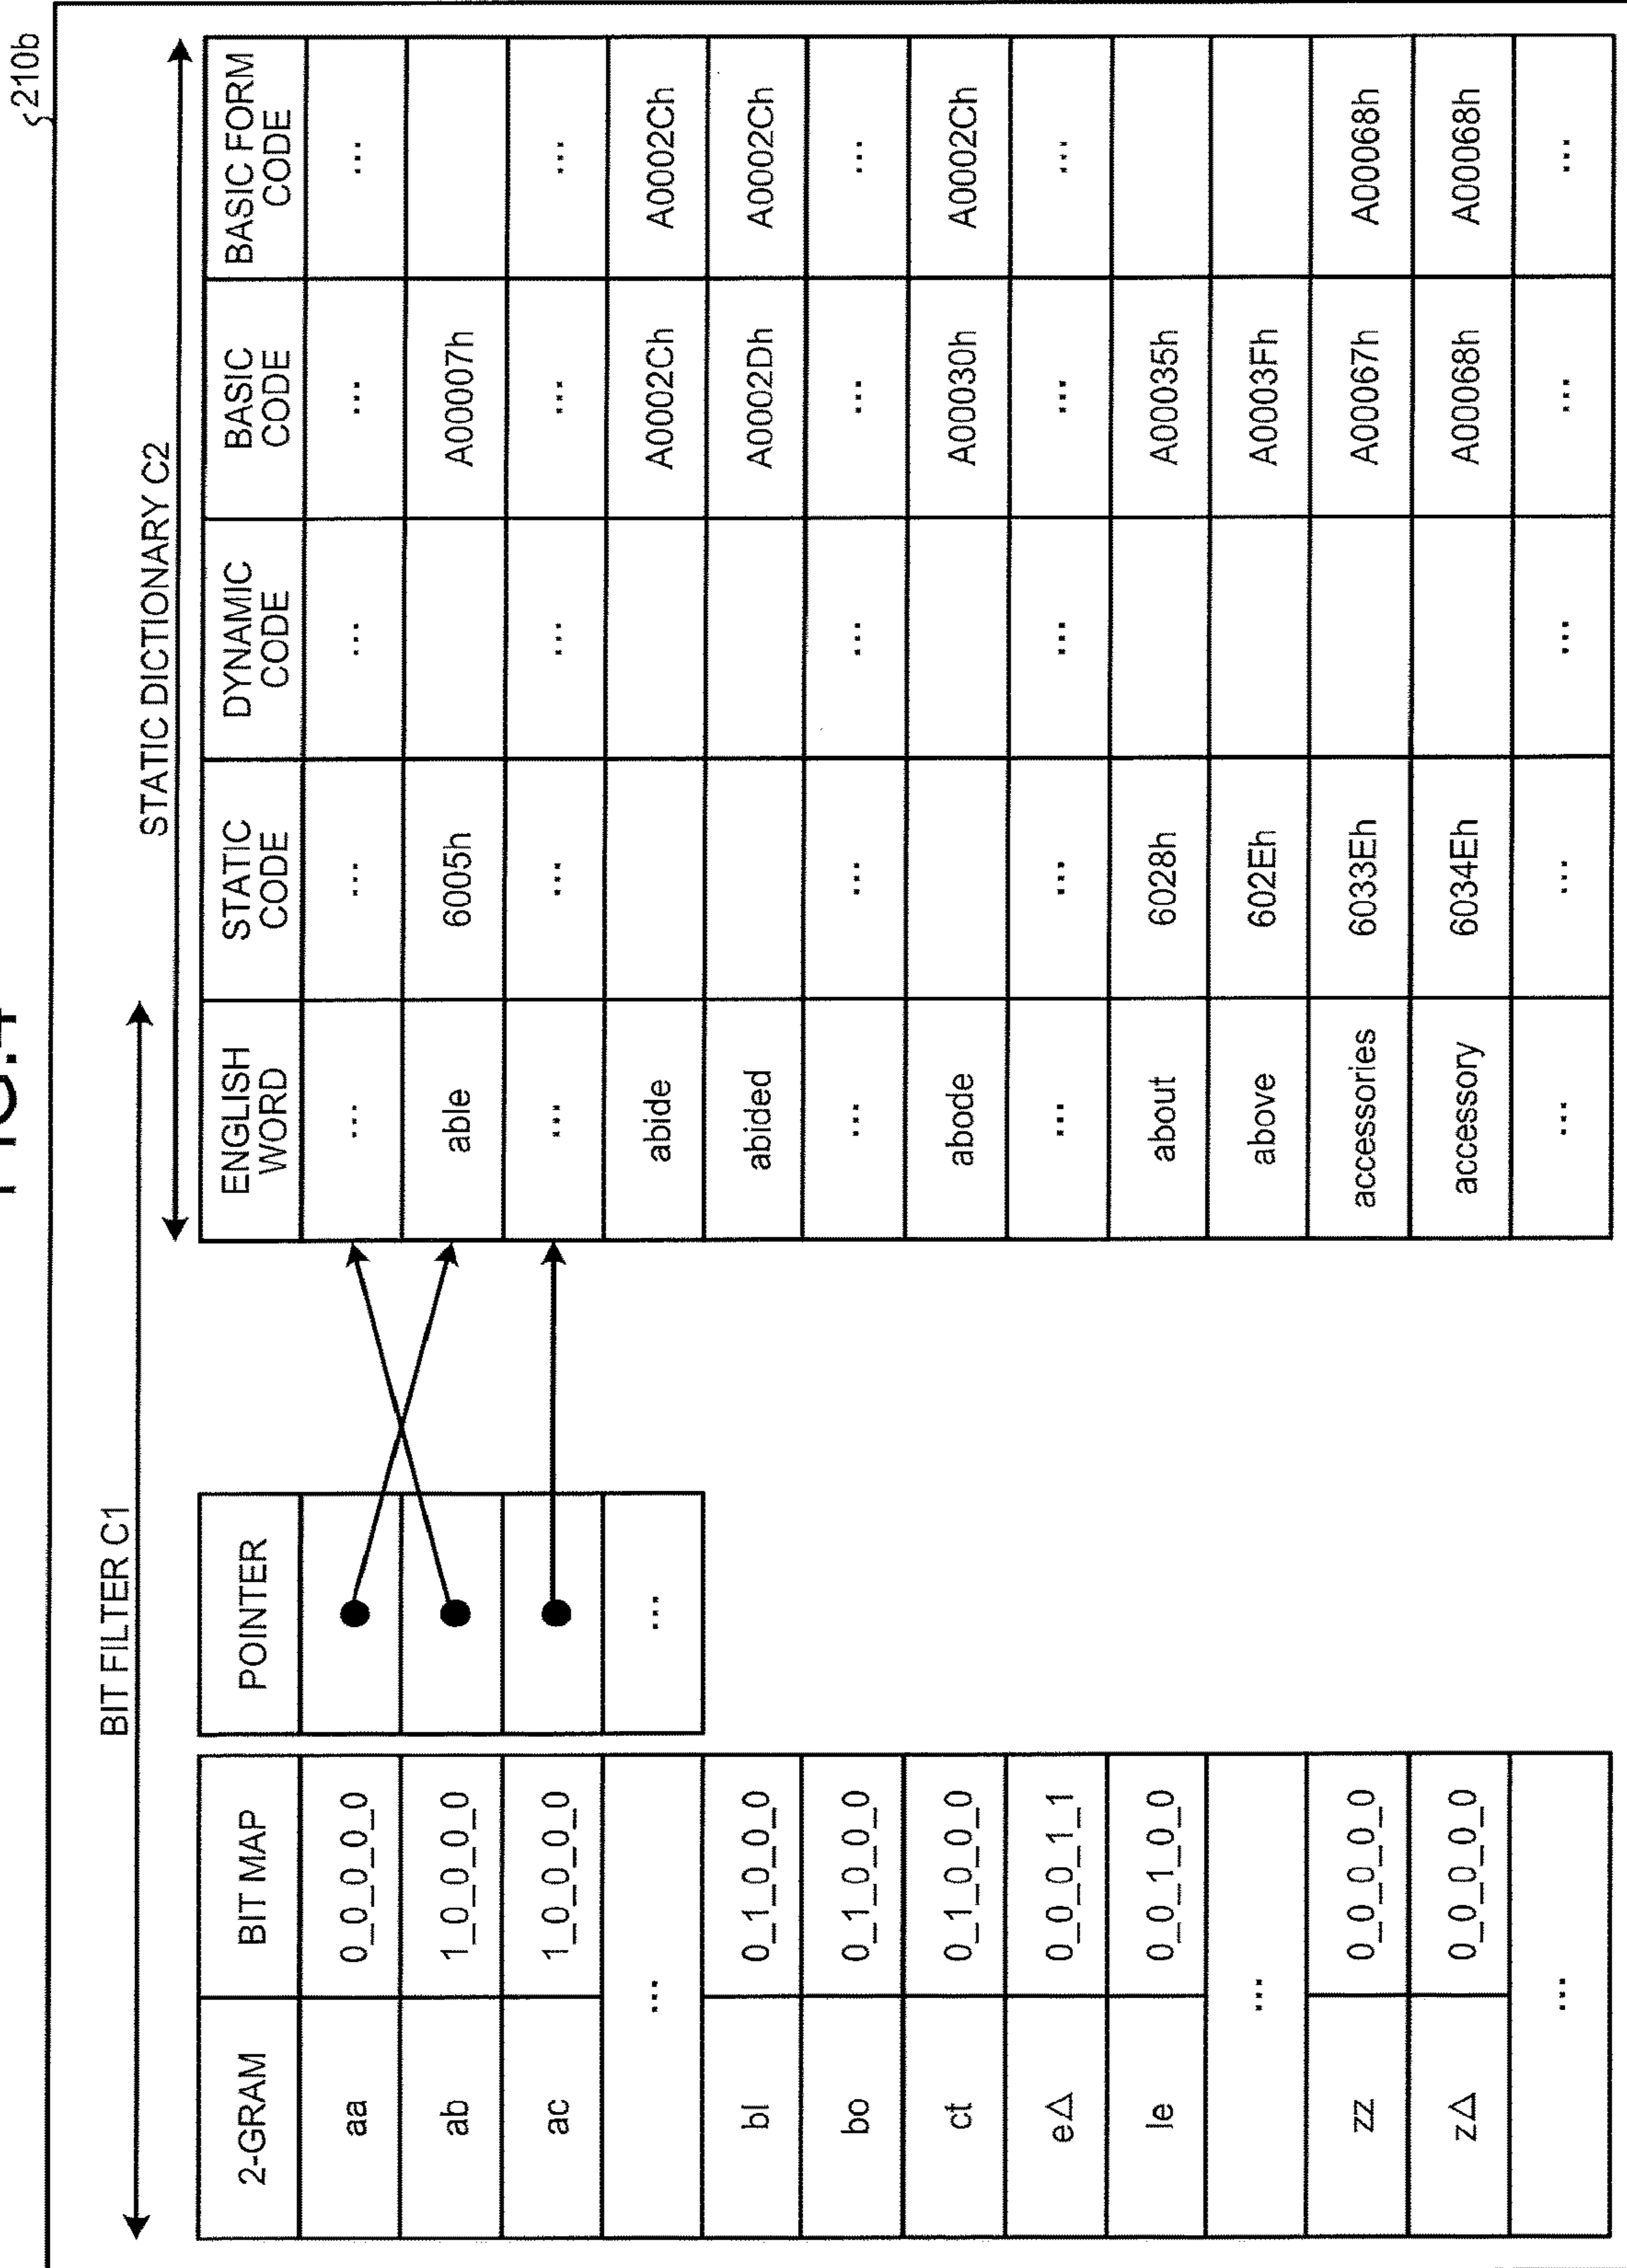 FIG.4
210b
BIT FILTER C1
STATIC DICTIONARY C2
2-GRAM BIT MAP
aa 0_0_0_0_0
ab 1_0_0_0_0
ac 1_0_0_0_0
...
bl 0_1_0_0_0
bo 0_1_0_0_0
ct 0_1_0_0_0
e△ 0_0_0_1_1
le 0_0_1_0_0
...
zz 0_0_0_0_0
z△ 0_0_0_0_0
...
POINTER
...
ENGLISH WORD STATIC CODE DYNAMIC CODE BASIC CODE BASIC FORM CODE
... ... ... ... ...
able 6005h A00007h
... ... ... ... ...
abide A0002Ch A0002Ch
abided A0002Dh A0002Ch
... ... ... ... ...
abode A00030h A0002Ch
... ... ... ... ...
about 6028h A00035h
above 602Eh A0003Fh
accessories 6033Eh A00067h A00068h
accessory 6034Eh A00068h A00068h
... ... ... ... ...